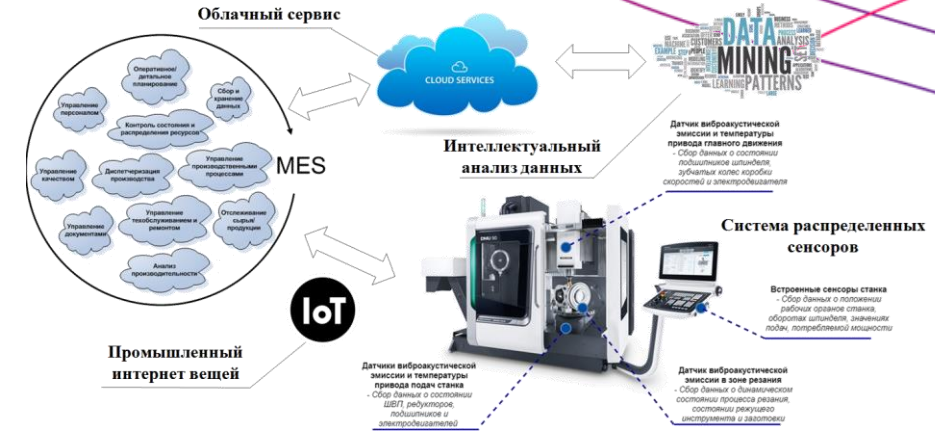 Облачный сервис
Оперативное/
детальное
планирование
Сбор и
хранение
данных
Управление
персоналом
Контроль состояния и
распределения ресурсов
Управление
качеством
Диспетчеризация
производства
Управление
производственными
процессами
Управление
документами
Управление
техобслуживанием и
ремонтом
Отслеживание
сырья/
продукции
Анализ
производительности
MES
CLOUD SERVICES
DATA
MINING
PATTERNS
LEARNING
ANALYSIS
CUSTOMERS
PROCESS
EXAMPLE
Интеллектуальный
анализ данных
Датчик виброакустической
эмиссии и температуры
привода главного движения
- Сбор данных о состоянии
подшипников шпинделя,
зубчатых колес коробки
скоростей и электродвигателя
Система распределенных
сенсоров
Встроенные сенсоры станка
- Сбор данных о положении
рабочих органов станка,
оборотах шпинделя, значениях
подач, потребляемой мощности
IoT
Промышленный
интернет вещей
Датчики виброакустической
эмиссии и температуры
привода подач станка
- Сбор данных о состоянии
ШВП, редукторов,
подшипников и
электродвигателей
Датчик виброакустической
эмиссии в зоне резания
- Сбор данных о динамическом
состоянии процесса резания,
состоянии режущего
инструмента и заготовки